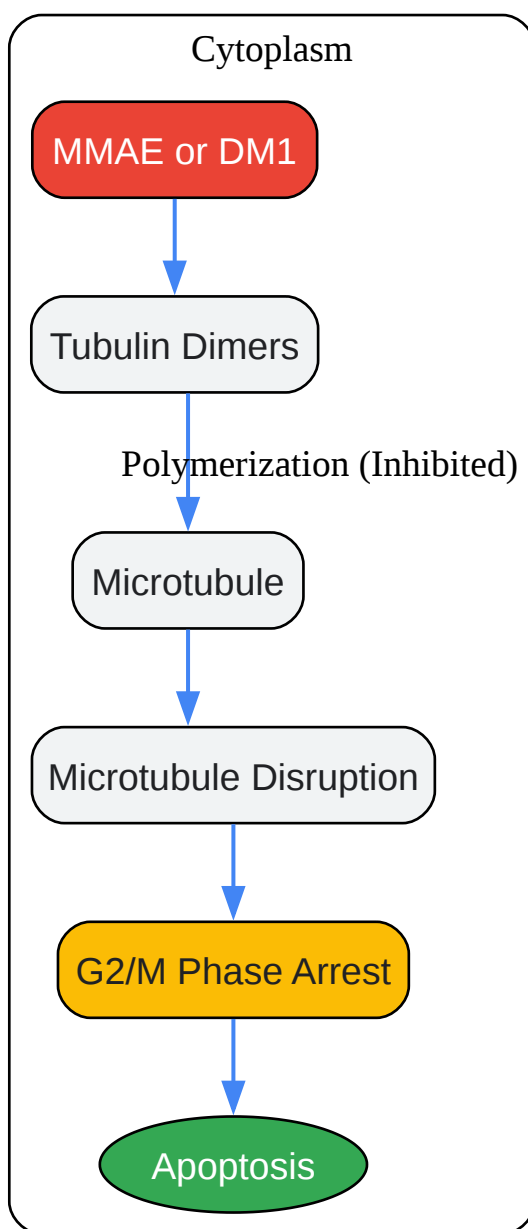 Cytoplasm
MMAE or DM1
Tubulin Dimers
Polymerization (Inhibited)
Microtubule
Microtubule Disruption
G2/M Phase Arrest
Apoptosis